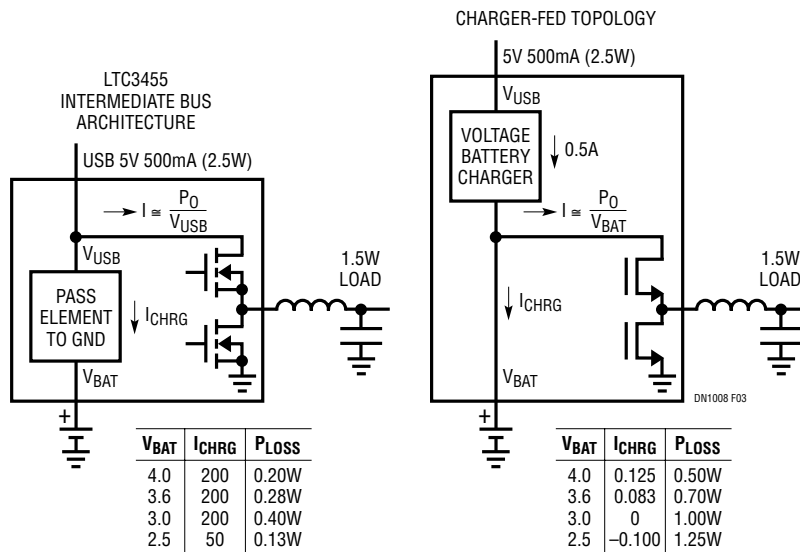 LTC3455
INTERMEDIATE BUS
ARCHITECTURE
USB 5V 500mA (2.5W)
I ≅ P_O / V_USB
V_USB
PASS
ELEMENT
TO GND
I_CHRG
V_BAT
+
1.5W
LOAD
V_BAT I_CHRG P_LOSS
4.0 200 0.20W
3.6 200 0.28W
3.0 200 0.40W
2.5 50 0.13W
CHARGER-FED TOPOLOGY
5V 500mA (2.5W)
V_USB
VOLTAGE
BATTERY
CHARGER
0.5A
I ≅ P_O / V_BAT
I_CHRG
V_BAT
+
1.5W
LOAD
DN1008 F03
V_BAT I_CHRG P_LOSS
4.0 0.125 0.50W
3.6 0.083 0.70W
3.0 0 1.00W
2.5 –0.100 1.25W